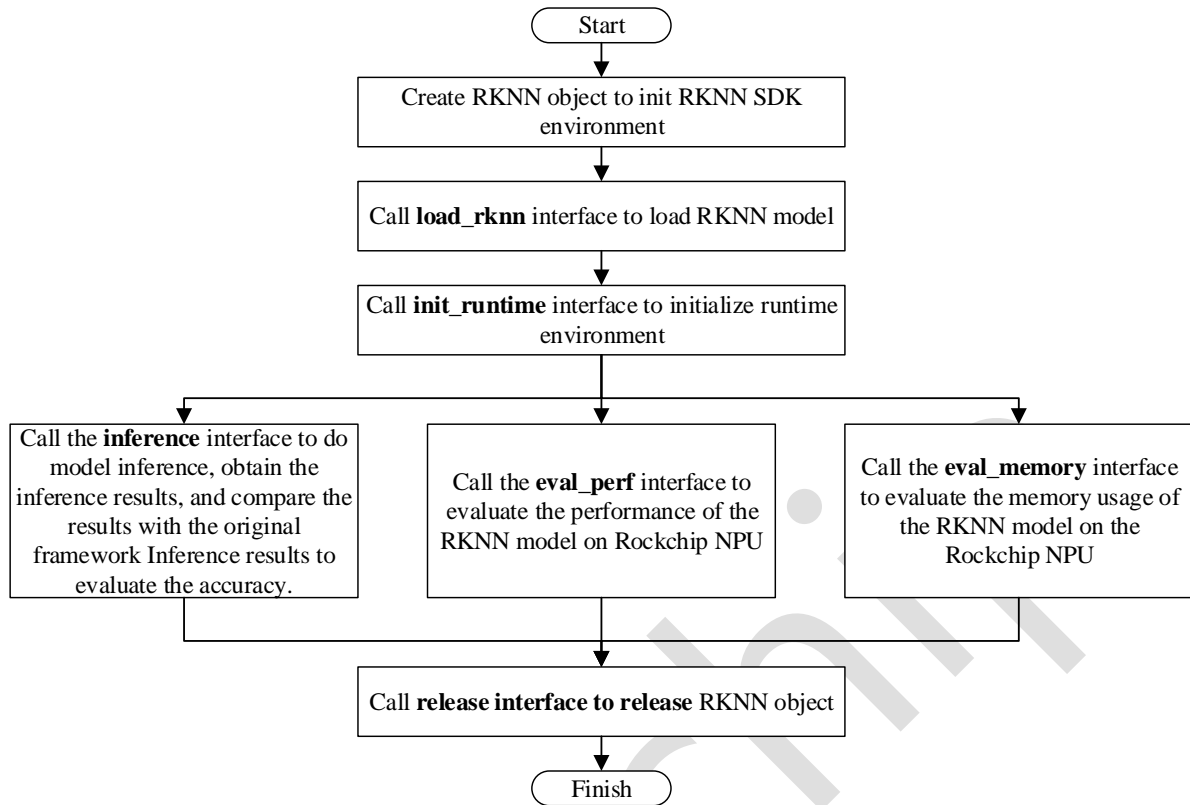 Start
Create RKNN object to init RKNN SDK
environment
Call load_rknn interface to load RKNN model
Call init_runtime interface to initialize runtime
environment
Call the inference interface to do
model inference, obtain the
inference results, and compare the
results with the original
framework Inference results to
evaluate the accuracy.
Call the eval_perf interface to
evaluate the performance of the
RKNN model on Rockchip NPU
Call the eval_memory interface
to evaluate the memory usage of
the RKNN model on the
Rockchip NPU
Call release interface to release RKNN object
Finish